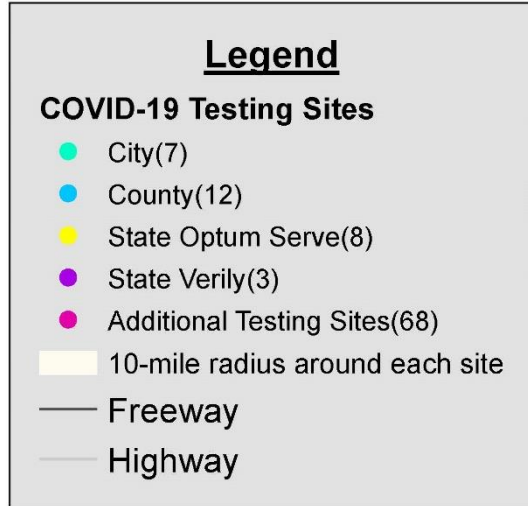 Legend
COVID-19 Testing Sites
City(7)
County(12)
State Optum Serve(8)
State Verily(3)
Additional Testing Sites(68)
10-mile radius around each site
Freeway
Highway